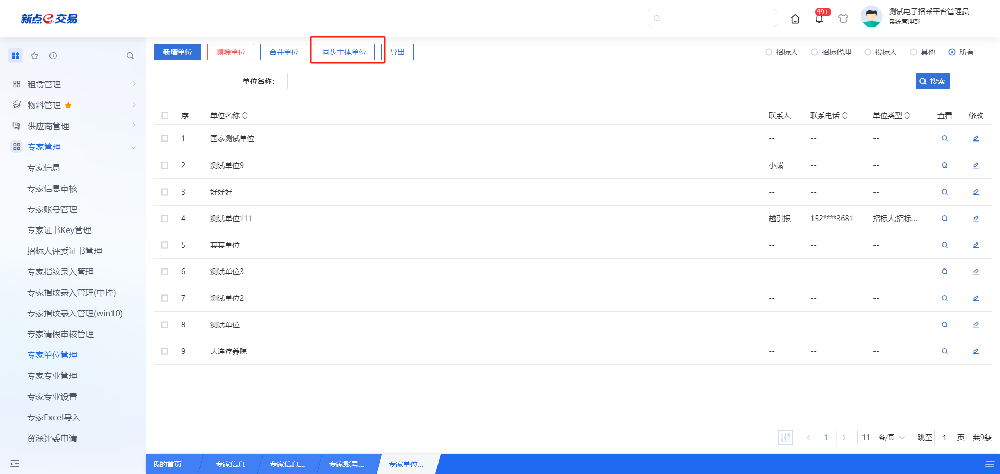 新点e交易
99+
测试电子招采平台管理员
系统管理部
租赁管理
物料管理
供应商管理
专家管理
专家信息
专家信息审核
专家账号管理
专家证书Key管理
招标人评委证书管理
专家指纹录入管理
专家指纹录入管理(中控)
专家指纹录入管理(win10)
专家请假审核管理
专家单位管理
专家专业管理
专家专业设置
专家Excel导入
资深评委申请
新增单位 删除单位 合并单位 同步主体单位 导出 招标人 招标代理 投标人 其他 所有
单位名称： 搜索
序 单位名称 联系人 联系电话 单位类型 查看 修改
1 国泰测试单位 -- -- --
2 测试单位9 小熊 -- --
3 好好好 -- -- --
4 测试单位111 越引报 152****3681 招标人;招标...
5 某某单位 -- -- --
6 测试单位3 -- -- --
7 测试单位2 -- -- --
8 测试单位 -- -- --
9 大连疗养院 -- -- --
1 11 条/页 跳至 1 页 共9条
我的首页 专家信息 专家信息... 专家账号... 专家单位...